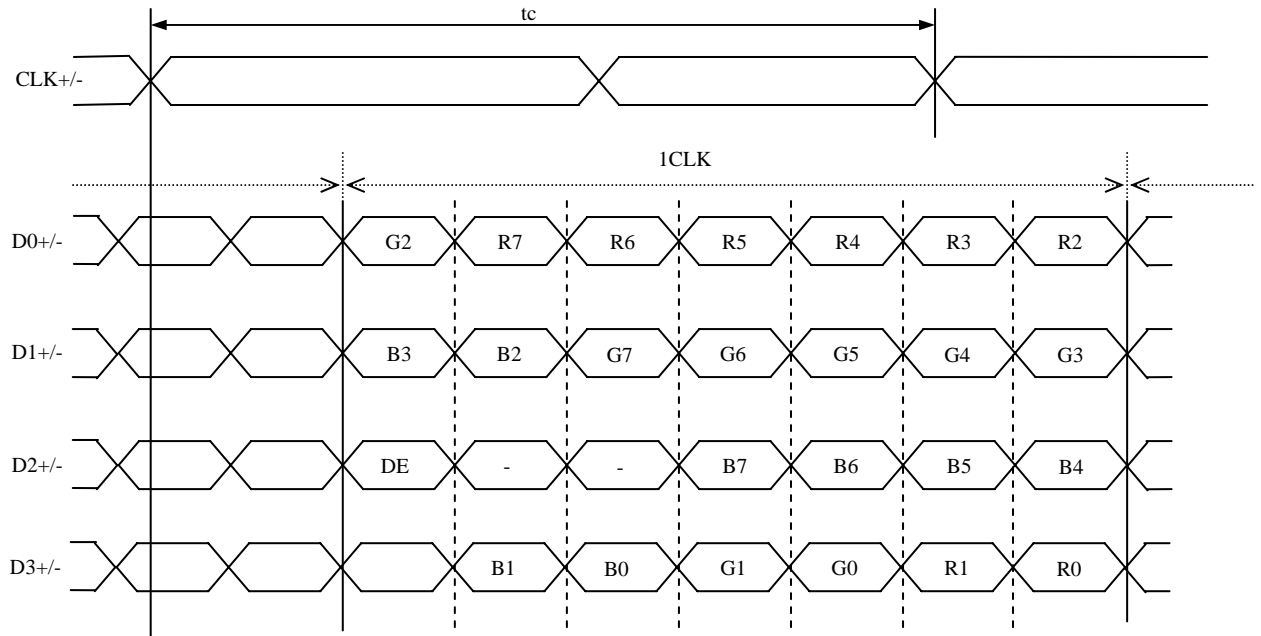 tc
CLK+/-
1CLK
D0+/- G2 R7 R6 R5 R4 R3 R2
D1+/- B3 B2 G7 G6 G5 G4 G3
D2+/- DE - - B7 B6 B5 B4
D3+/- B1 B0 G1 G0 R1 R0